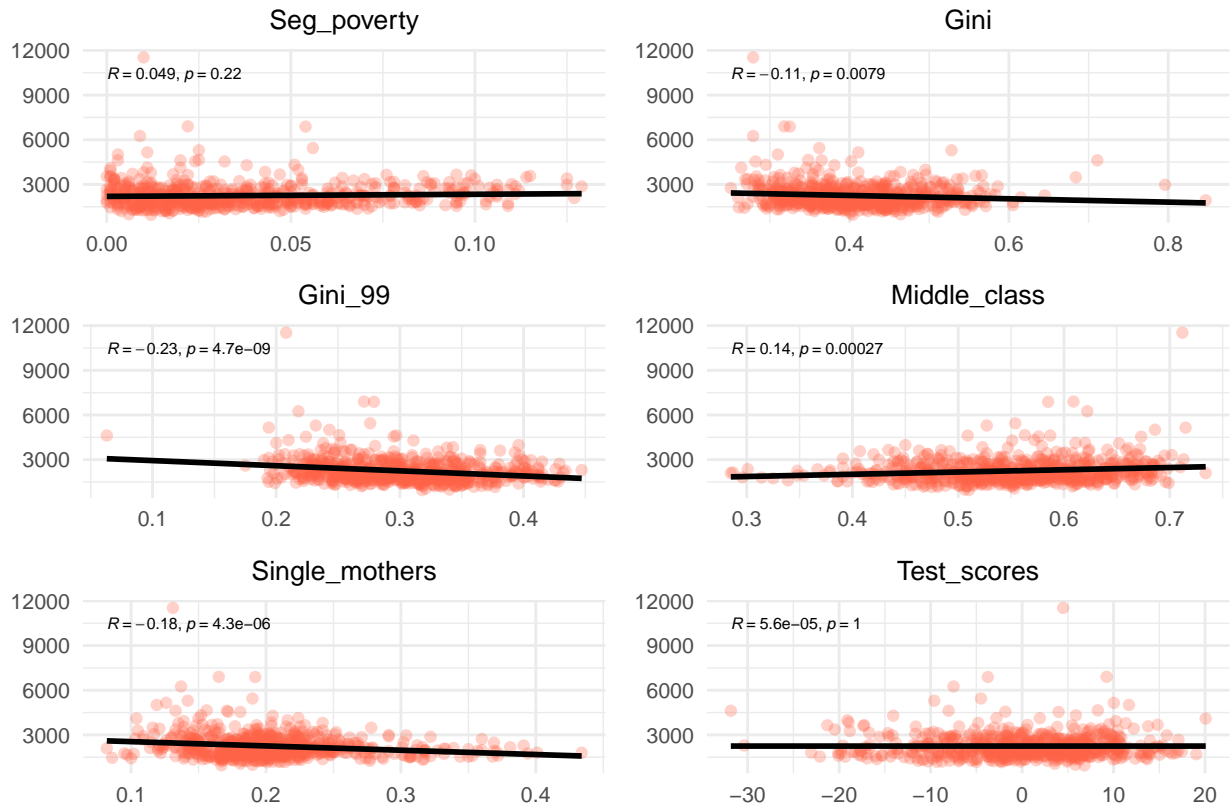 Seg_poverty
12000
9000
6000
3000
R = 0.049, p = 0.22
0.00 0.05 0.10
Gini
12000
9000
6000
3000
R = −0.11, p = 0.0079
0.4 0.6 0.8
Gini_99
12000
9000
6000
3000
R = −0.23, p = 4.7e−09
0.1 0.2 0.3 0.4
Middle_class
12000
9000
6000
3000
R = 0.14, p = 0.00027
0.3 0.4 0.5 0.6 0.7
Single_mothers
12000
9000
6000
3000
R = −0.18, p = 4.3e−06
0.1 0.2 0.3 0.4
Test_scores
12000
9000
6000
3000
R = 5.6e−05, p = 1
−30 −20 −10 0 10 20